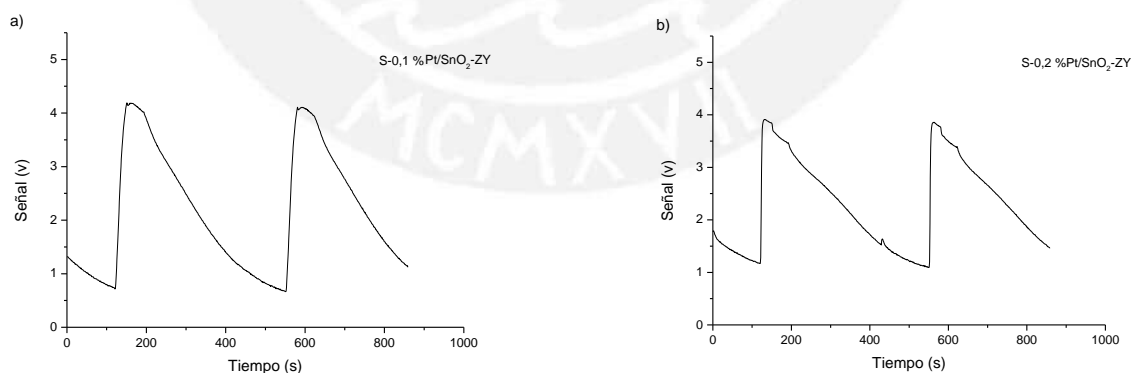 a)
S-0,1 %Pt/SnO₂-ZY
5
4
3
2
1
0
Señal (v)
0 200 400 600 800 1000
Tiempo (s)
b)
S-0,2 %Pt/SnO₂-ZY
5
4
3
2
1
0
Señal (v)
0 200 400 600 800 1000
Tiempo (s)
MCMXVII